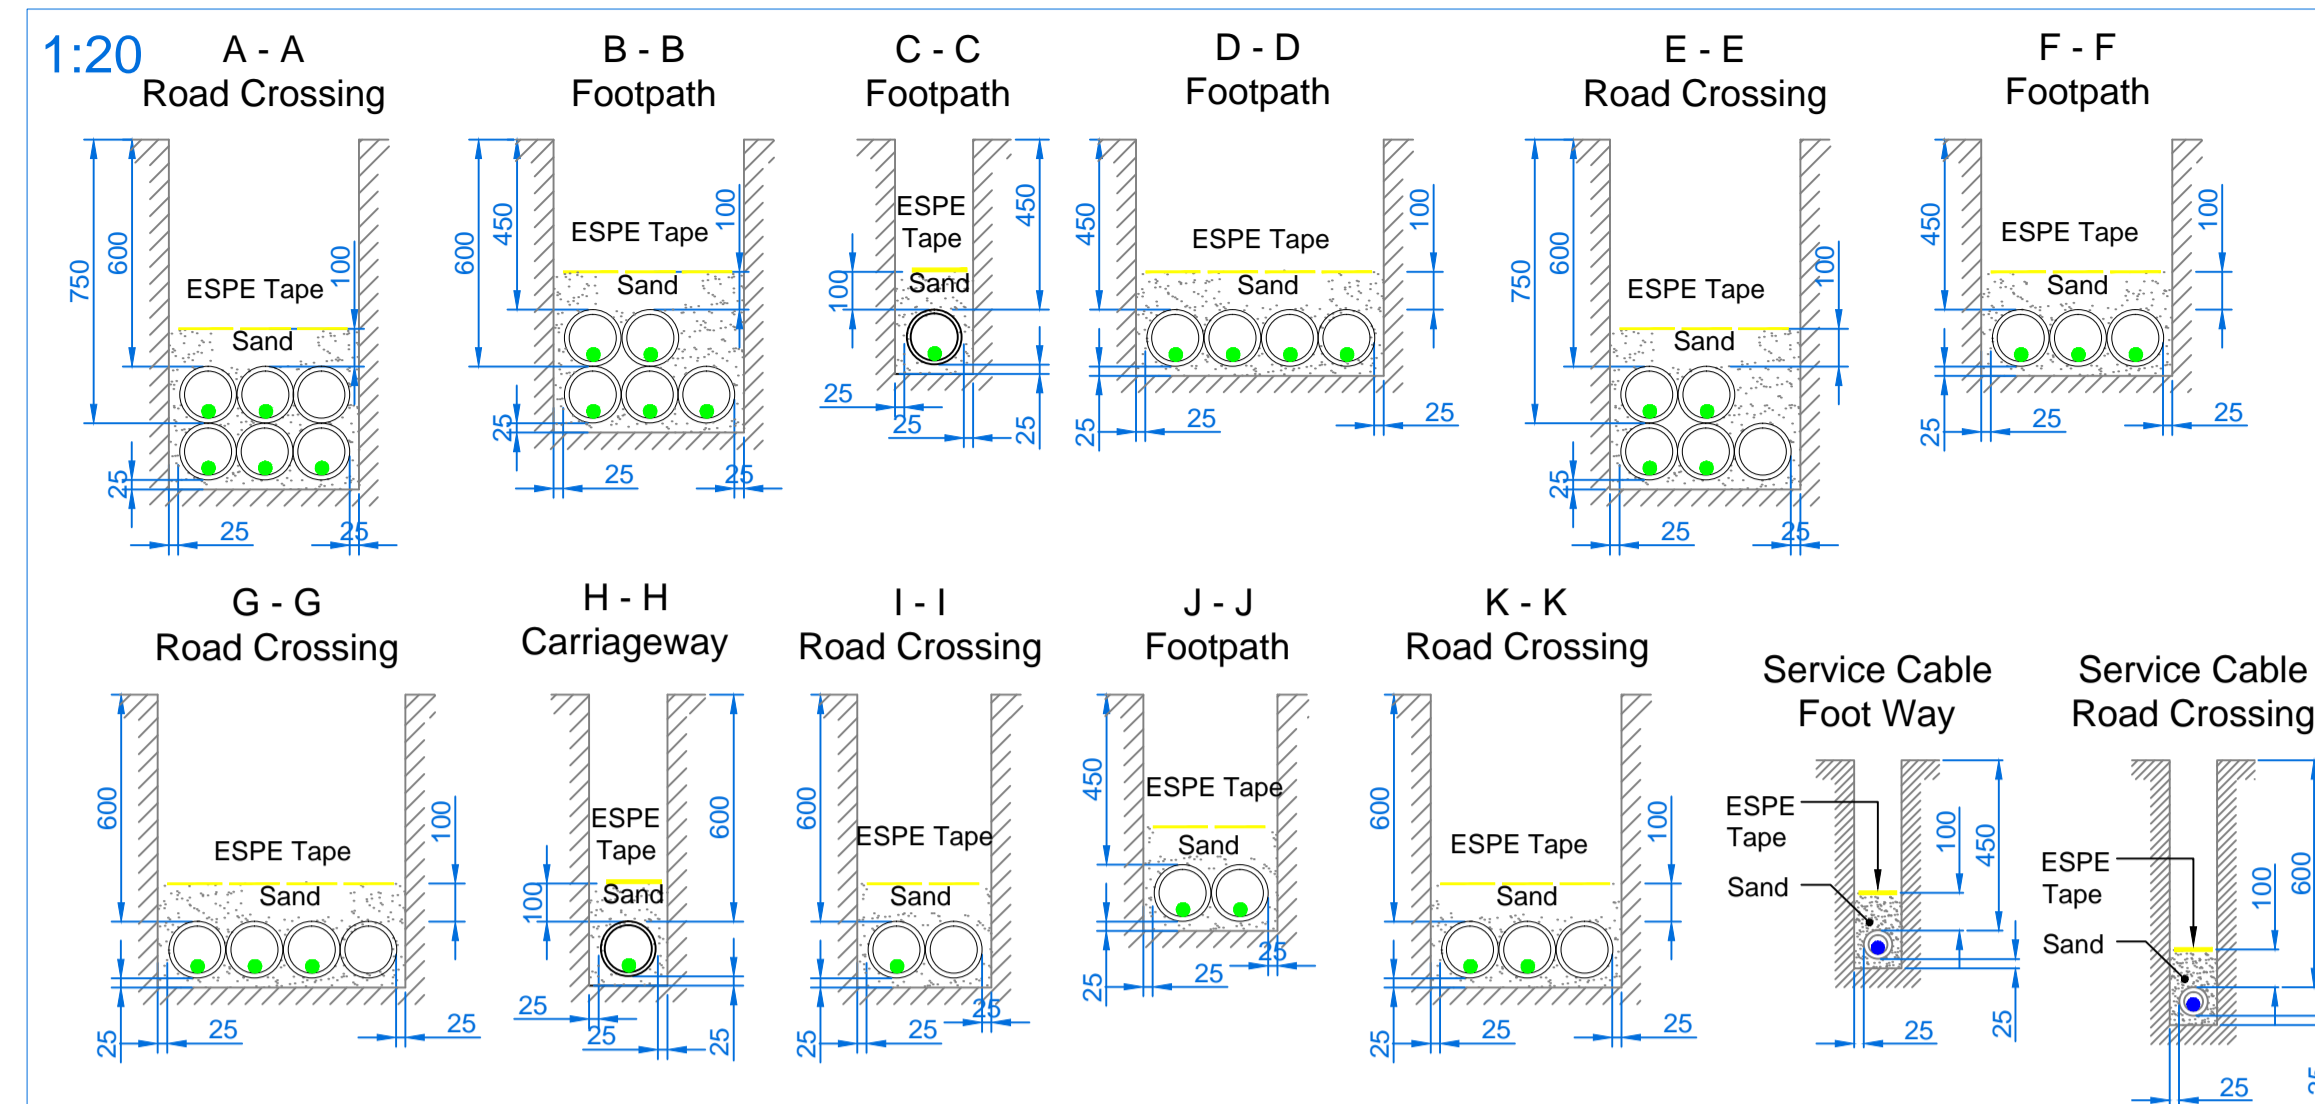 1:20
A - A
Road Crossing
750
600
100
ESPE Tape
Sand
25
25
25
B - B
Footpath
600
450
100
ESPE Tape
Sand
25
25
25
C - C
Footpath
ESPE
Tape
450
100
Sand
25
25
25
D - D
Footpath
450
100
ESPE Tape
Sand
25
25
25
E - E
Road Crossing
750
600
100
ESPE Tape
Sand
25
25
25
F - F
Footpath
450
100
ESPE Tape
Sand
25
25
25
G - G
Road Crossing
600
100
ESPE Tape
Sand
25
25
25
H - H
Carriageway
600
ESPE
Tape
100
Sand
25
25
25
I - I
Road Crossing
600
ESPE Tape
Sand
25
25
25
J - J
Footpath
450
ESPE Tape
Sand
25
25
25
K - K
Road Crossing
600
100
ESPE Tape
Sand
25
25
25
Service Cable
Foot Way
ESPE
Tape
Sand
100
450
25
25
Service Cable
Road Crossing
ESPE
Tape
Sand
100
600
25